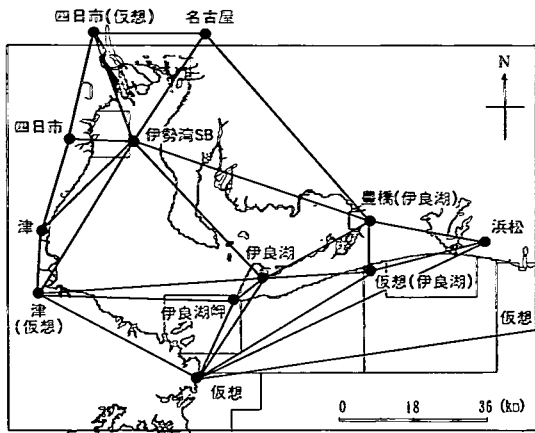 四日市(仮想)
名古屋
N
四日市
伊勢湾SB
豊橋(伊良湖)
浜松
津
伊良湖
仮想(伊良湖)
伊良湖岬
津
(仮想)
仮想
仮想
0 18 36 (km)